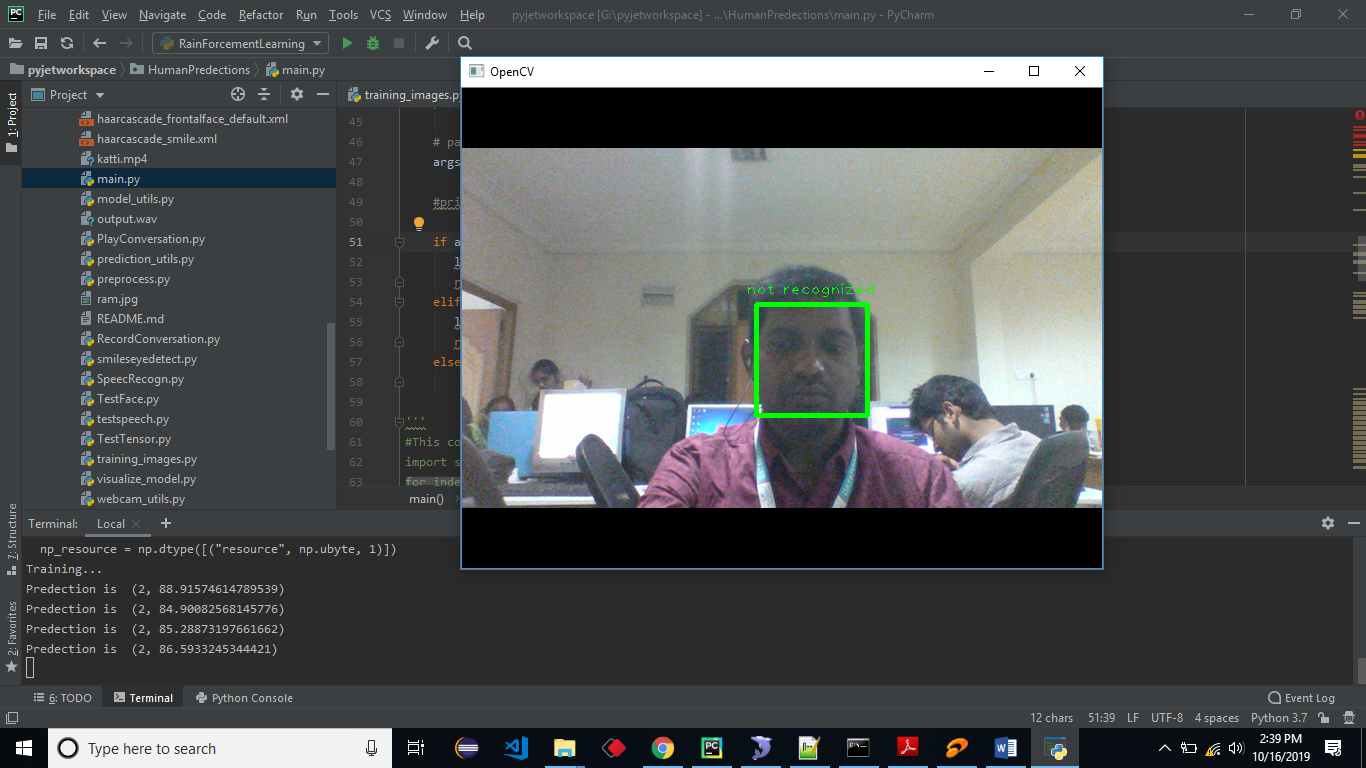 File Edit View Navigate Code Refactor Run Tools VCS Window Help pyjetworkspace [G:\pyjetworkspace] - ...\HumanPredections\main.py - PyCharm
RainForcementLearning
pyjetworkspace HumanPredections main.py
1: Project
Project
training_images.py
haarcascade_frontalface_default.xml
haarcascade_smile.xml
katti.mp4
main.py
model_utils.py
output.wav
PlayConversation.py
prediction_utils.py
preprocess.py
ram.jpg
README.md
RecordConversation.py
smileseyedetect.py
SpeecRecogn.py
TestFace.py
testspeech.py
TestTensor.py
training_images.py
visualize_model.py
webcam_utils.py
45
46 # pa
47 args
48
49 #pri
50
51 if a
52 l
53
54 elif
55 l
56
57 else
58
59
60 '''
61 #This co
62 import s
63 for inde
main()
OpenCV
not recognized
7: Structure
2: Favorites
Terminal: Local
np_resource = np.dtype([("resource", np.ubyte, 1)])
Training...
Predection is (2, 88.91574614789539)
Predection is (2, 84.90082568145776)
Predection is (2, 85.28873197661662)
Predection is (2, 86.5933245344421)
6: TODO Terminal Python Console Event Log
12 chars 51:39 LF UTF-8 4 spaces Python 3.7
Type here to search
2:39 PM
10/16/2019